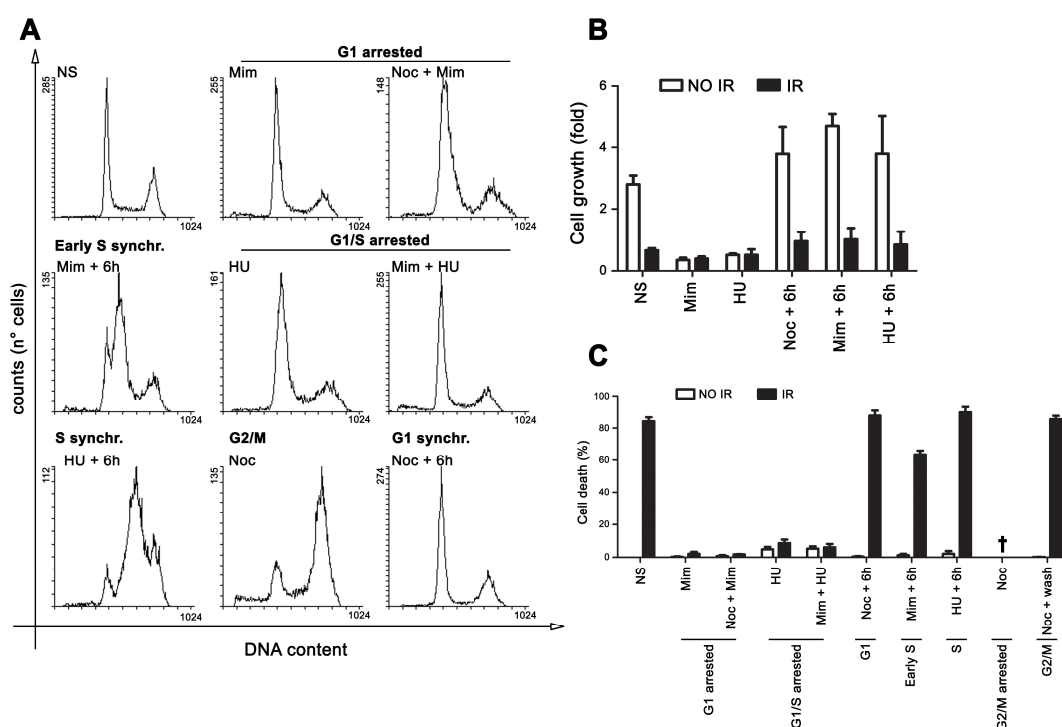 A
G1 arrested
NS
285
1024
Mim
255
1024
Noc + Mim
148
1024
Early S synchr.
G1/S arrested
Mim + 6h
135
1024
HU
161
1024
Mim + HU
255
1024
S synchr.
G2/M
G1 synchr.
HU + 6h
112
1024
Noc
135
1024
Noc + 6h
274
1024
counts (n° cells)
DNA content
B
NO IR
IR
Cell growth (fold)
6
4
2
0
NS
Mim
HU
Noc + 6h
Mim + 6h
HU + 6h
C
NO IR
IR
Cell death (%)
100
80
60
40
20
0
†
NS
Mim
Noc + Mim
HU
Mim + HU
Noc + 6h
Mim + 6h
HU + 6h
Noc
Noc + wash
G1 arrested
G1/S arrested
G1
Early S
S
G2/M arrested
G2/M